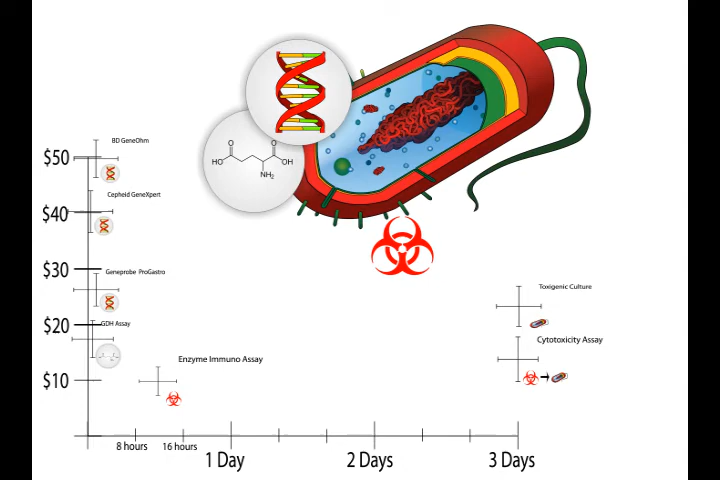 O
O
HO
OH
NH₂
BD GeneOhm
$50
Cepheid GeneXpert
$40
$30
Geneprobe ProGastro
Toxigenic Culture
$20
GDH Assay
Cytotoxicity Assay
Enzyme Immuno Assay
$10
8 hours
16 hours
1 Day
2 Days
3 Days